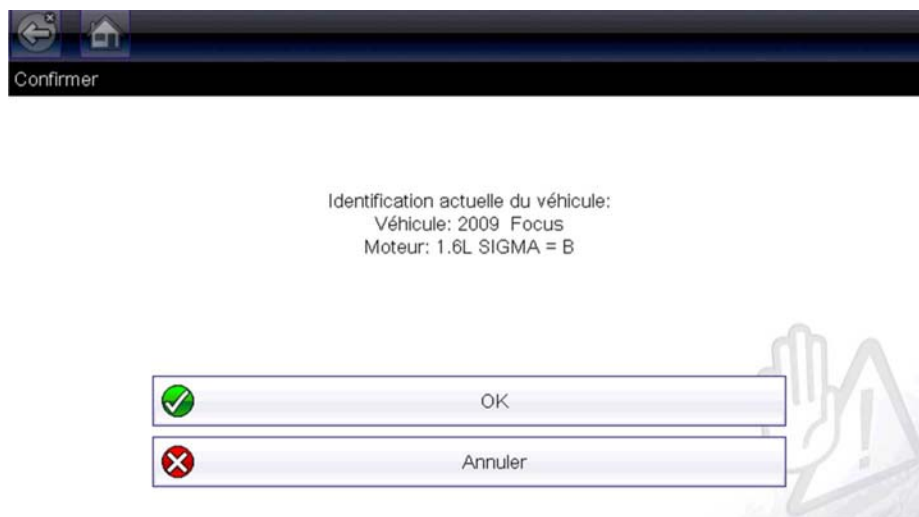 Confirmer
Identification actuelle du véhicule:
Véhicule: 2009 Focus
Moteur: 1.6L SIGMA = B
OK
Annuler